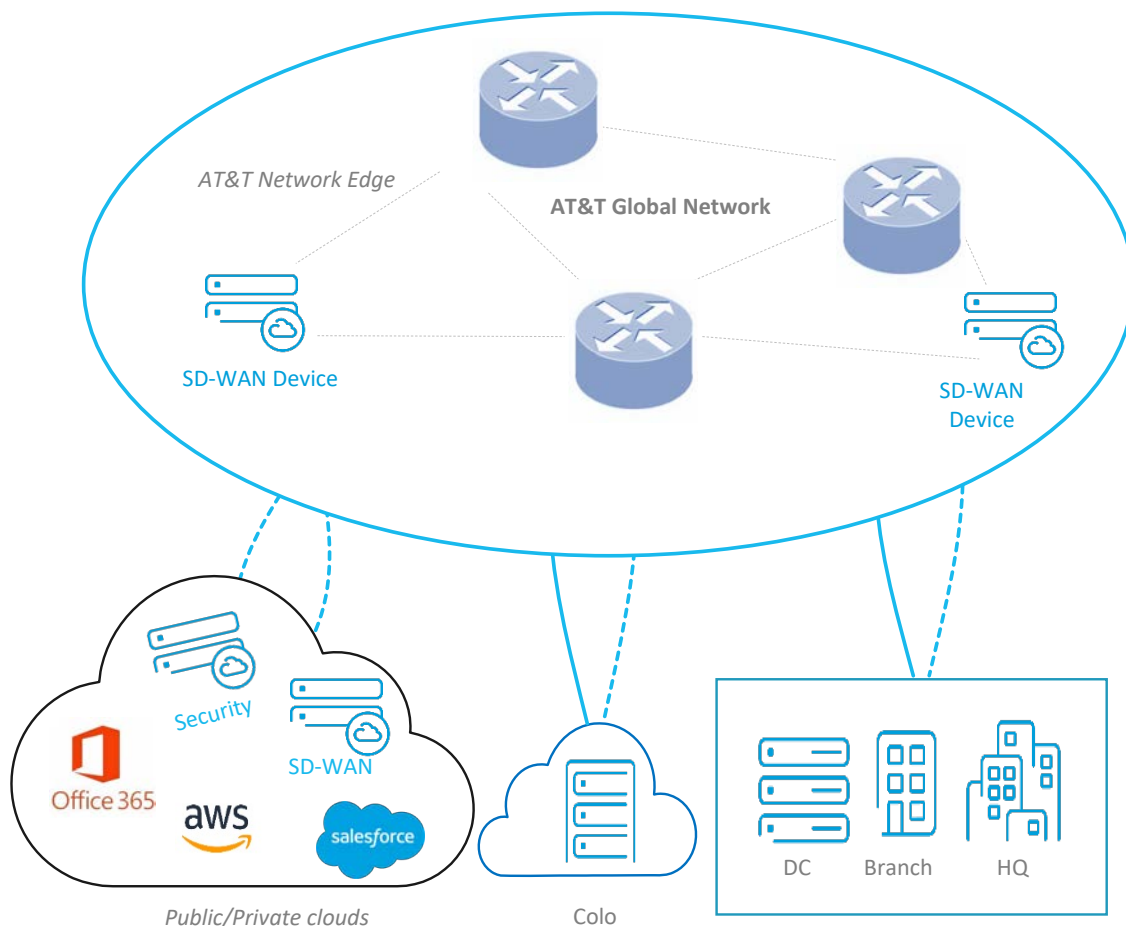 AT&T Network Edge
AT&T Global Network
SD-WAN Device
SD-WAN
Device
Security
SD-WAN
Office 365
aws
salesforce
DC
Branch
HQ
Public/Private clouds
Colo